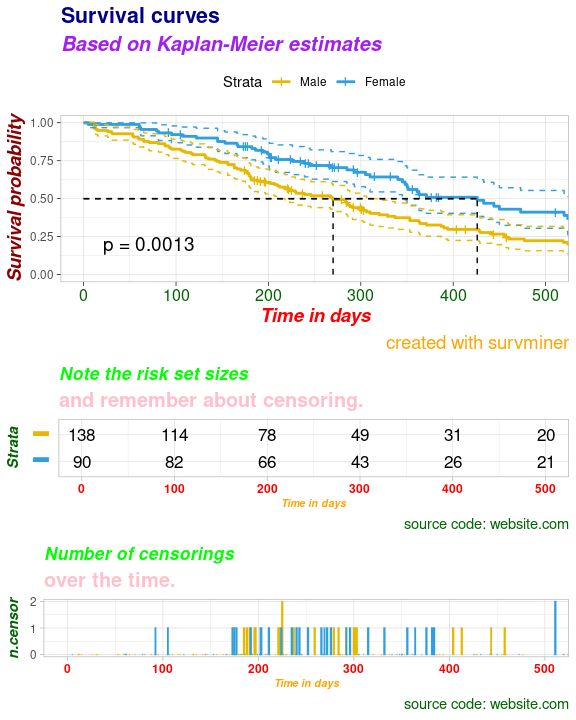 Survival curves
Based on Kaplan-Meier estimates
Strata Male Female
Survival probability
1.00
0.75
0.50
0.25
0.00
p = 0.0013
0 100 200 300 400 500
Time in days
created with survminer
Note the risk set sizes
and remember about censoring.
Strata
138 114 78 49 31 20
90 82 66 43 26 21
0 100 200 300 400 500
Time in days
source code: website.com
Number of censorings
over the time.
n.censor
2
1
0
0 100 200 300 400 500
Time in days
source code: website.com